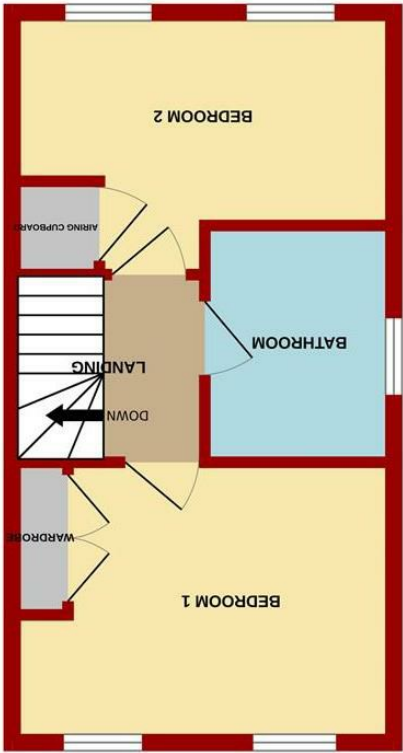 BEDROOM 1
WARDROBE
DOWN
LANDING
BATHROOM
AIRING CUPBOARD
BEDROOM 2